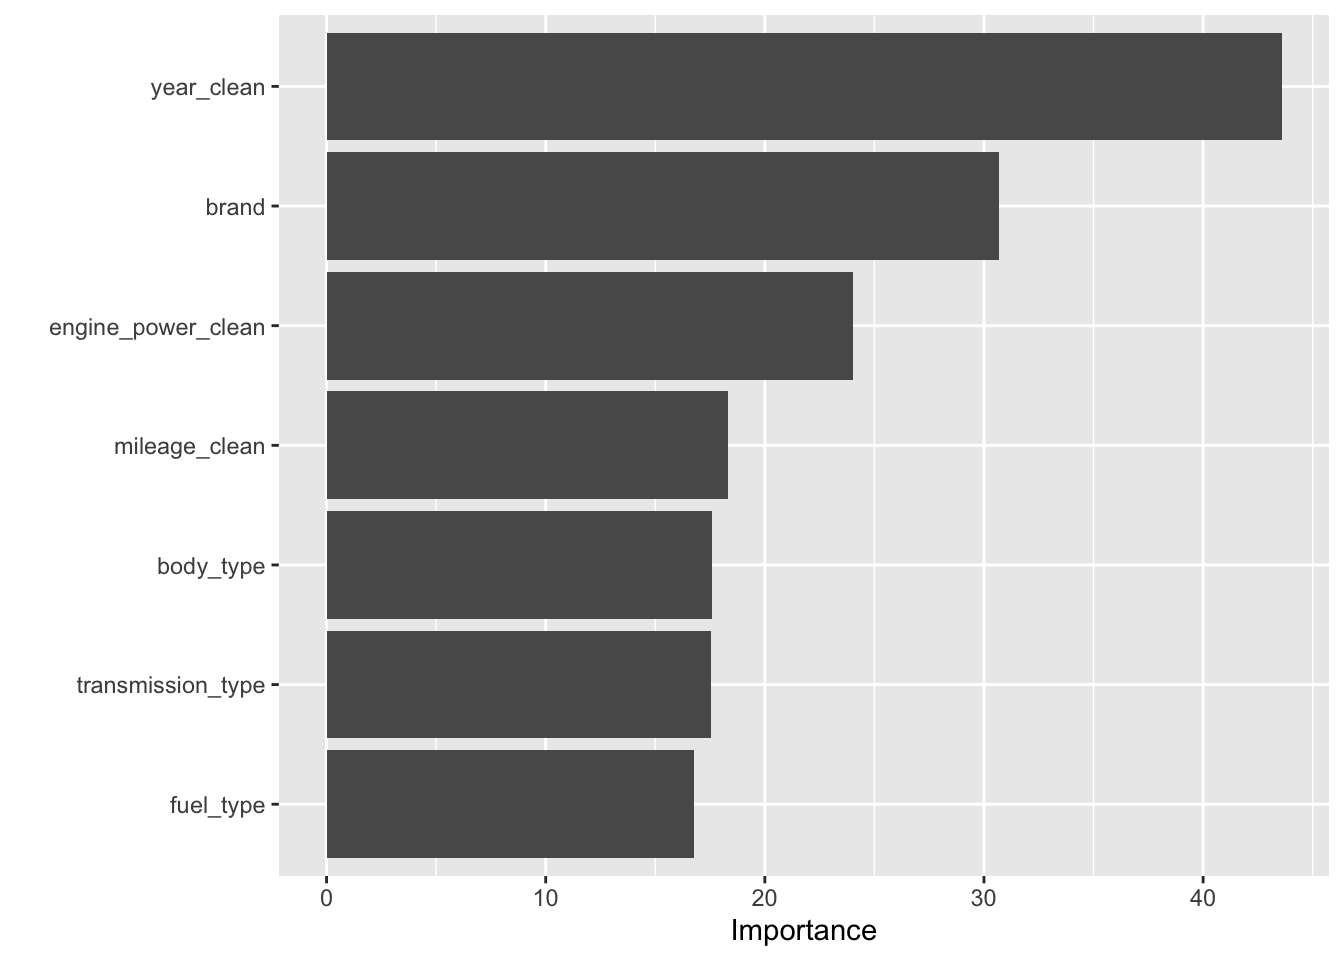 year_clean
brand
engine_power_clean
mileage_clean
body_type
transmission_type
fuel_type
0 10 20 30 40
Importance